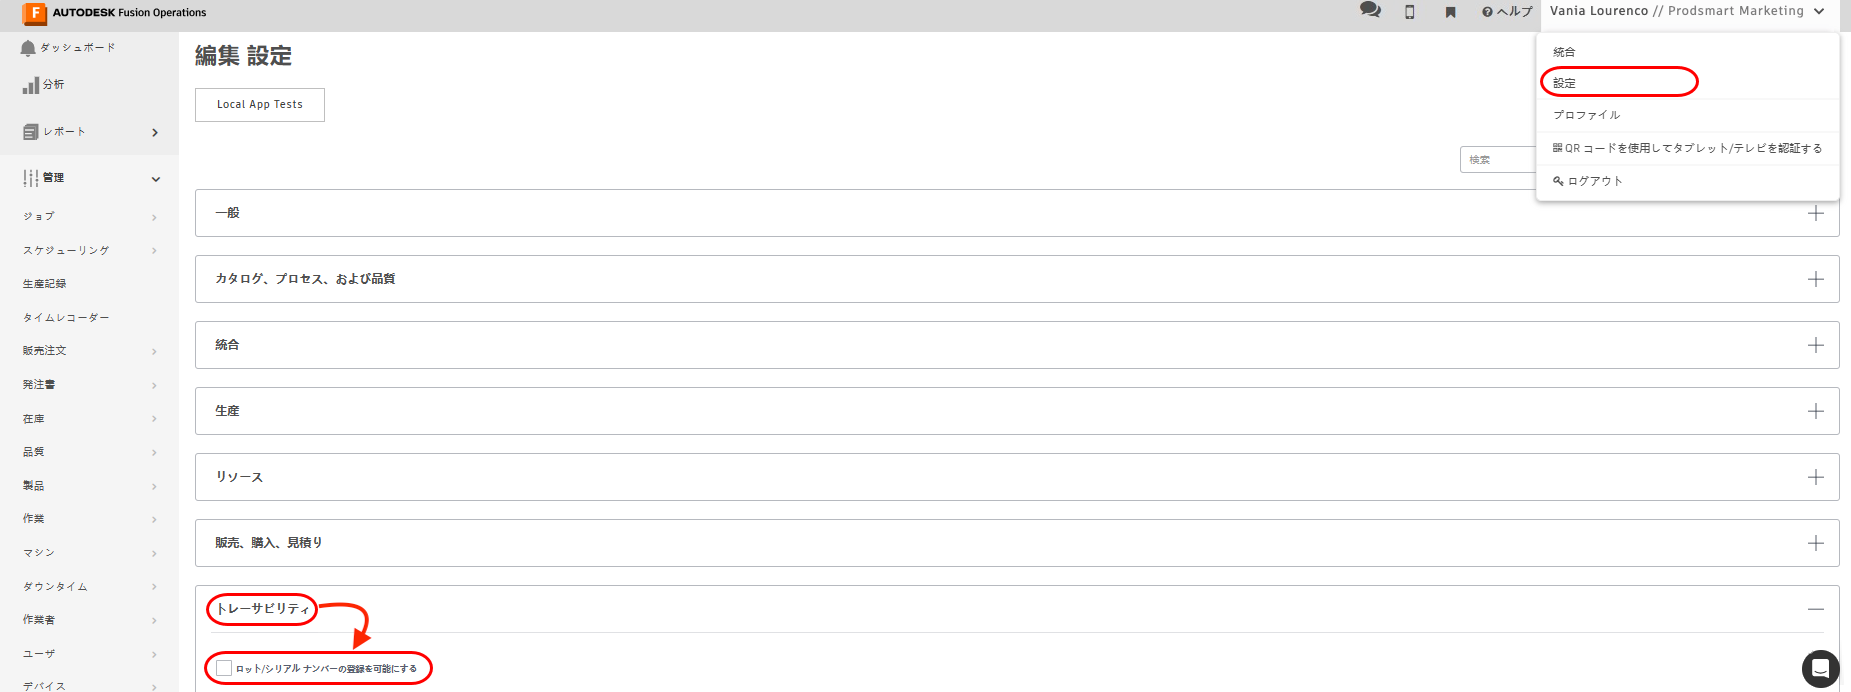 AUTODESK Fusion Operations
ヘルプ
Vania Lourenco // Prodsmart Marketing
統合
設定
プロファイル
QR コードを使用してタブレット/テレビを認証する
ログアウト
ダッシュボード
分析
レポート
管理
ジョブ
スケジューリング
生産記録
タイムレコーダー
販売注文
発注書
在庫
品質
製品
作業
マシン
ダウンタイム
作業者
ユーザ
デバイス
編集 設定
Local App Tests
検索
一般
カタログ、プロセス、および品質
統合
生産
リソース
販売、購入、見積り
トレーサビリティ
ロット/シリアル ナンバーの登録を可能にする